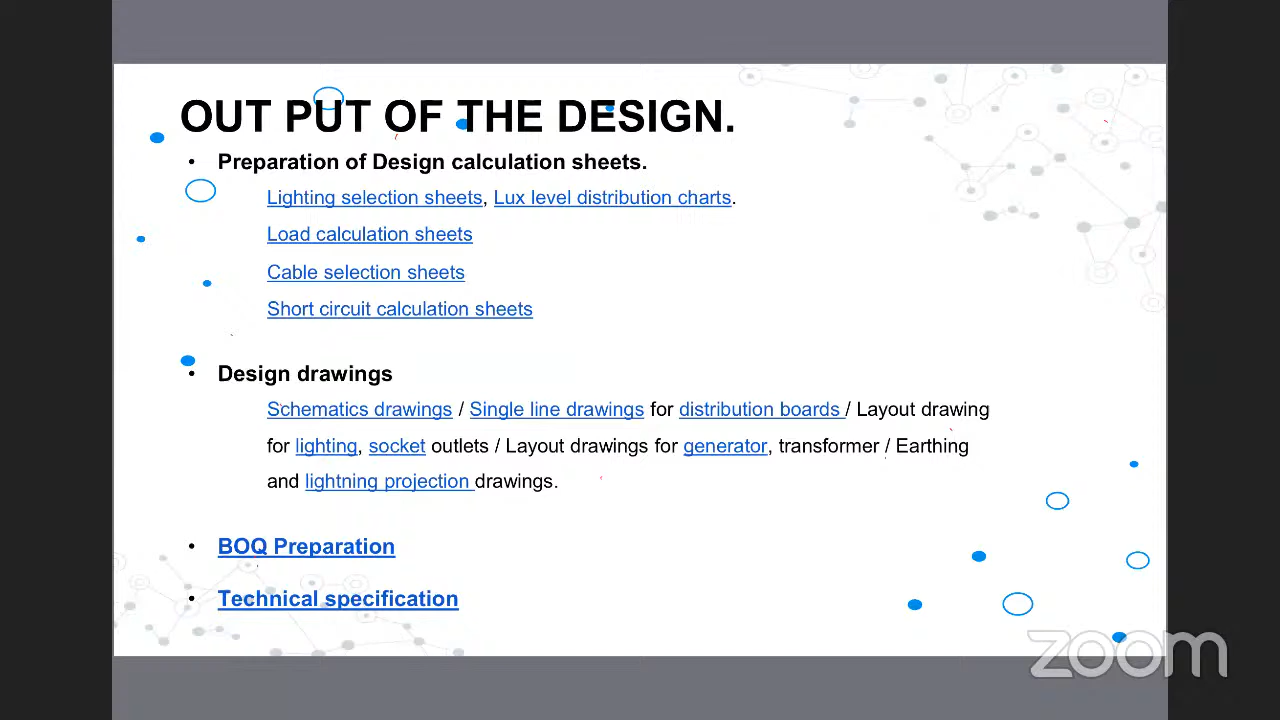 OUT PUT OF THE DESIGN.
• Preparation of Design calculation sheets.
Lighting selection sheets, Lux level distribution charts.
Load calculation sheets
Cable selection sheets
Short circuit calculation sheets
• Design drawings
Schematics drawings / Single line drawings for distribution boards / Layout drawing
for lighting, socket outlets / Layout drawings for generator, transformer / Earthing
and lightning projection drawings.
• BOQ Preparation
• Technical specification
zoom